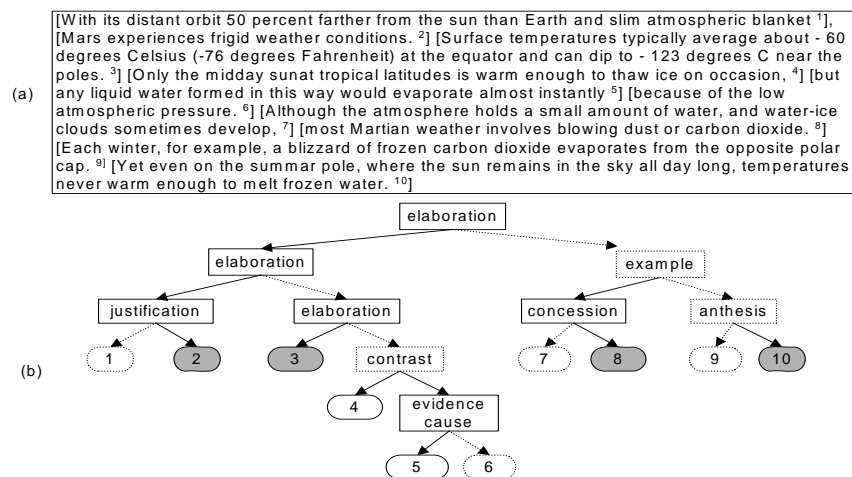 [With its distant orbit 50 percent farther from the sun than Earth and slim atmospheric blanket ¹],
[Mars experiences frigid weather conditions. ²] [Surface temperatures typically average about - 60
degrees Celsius (-76 degrees Fahrenheit) at the equator and can dip to - 123 degrees C near the
poles. ³] [Only the midday sunat tropical latitudes is warm enough to thaw ice on occasion, ⁴] [but
any liquid water formed in this way would evaporate almost instantly ⁵] [because of the low
atmospheric pressure. ⁶] [Although the atmosphere holds a small amount of water, and water-ice
clouds sometimes develop, ⁷] [most Martian weather involves blowing dust or carbon dioxide. ⁸]
[Each winter, for example, a blizzard of frozen carbon dioxide evaporates from the opposite polar
cap. ⁹] [Yet even on the summar pole, where the sun remains in the sky all day long, temperatures
never warm enough to melt frozen water. ¹⁰]
(a)
elaboration
elaboration example
justification elaboration concession anthesis
1 2 3 contrast 7 8 9 10
(b)
4 evidence
cause
5 6